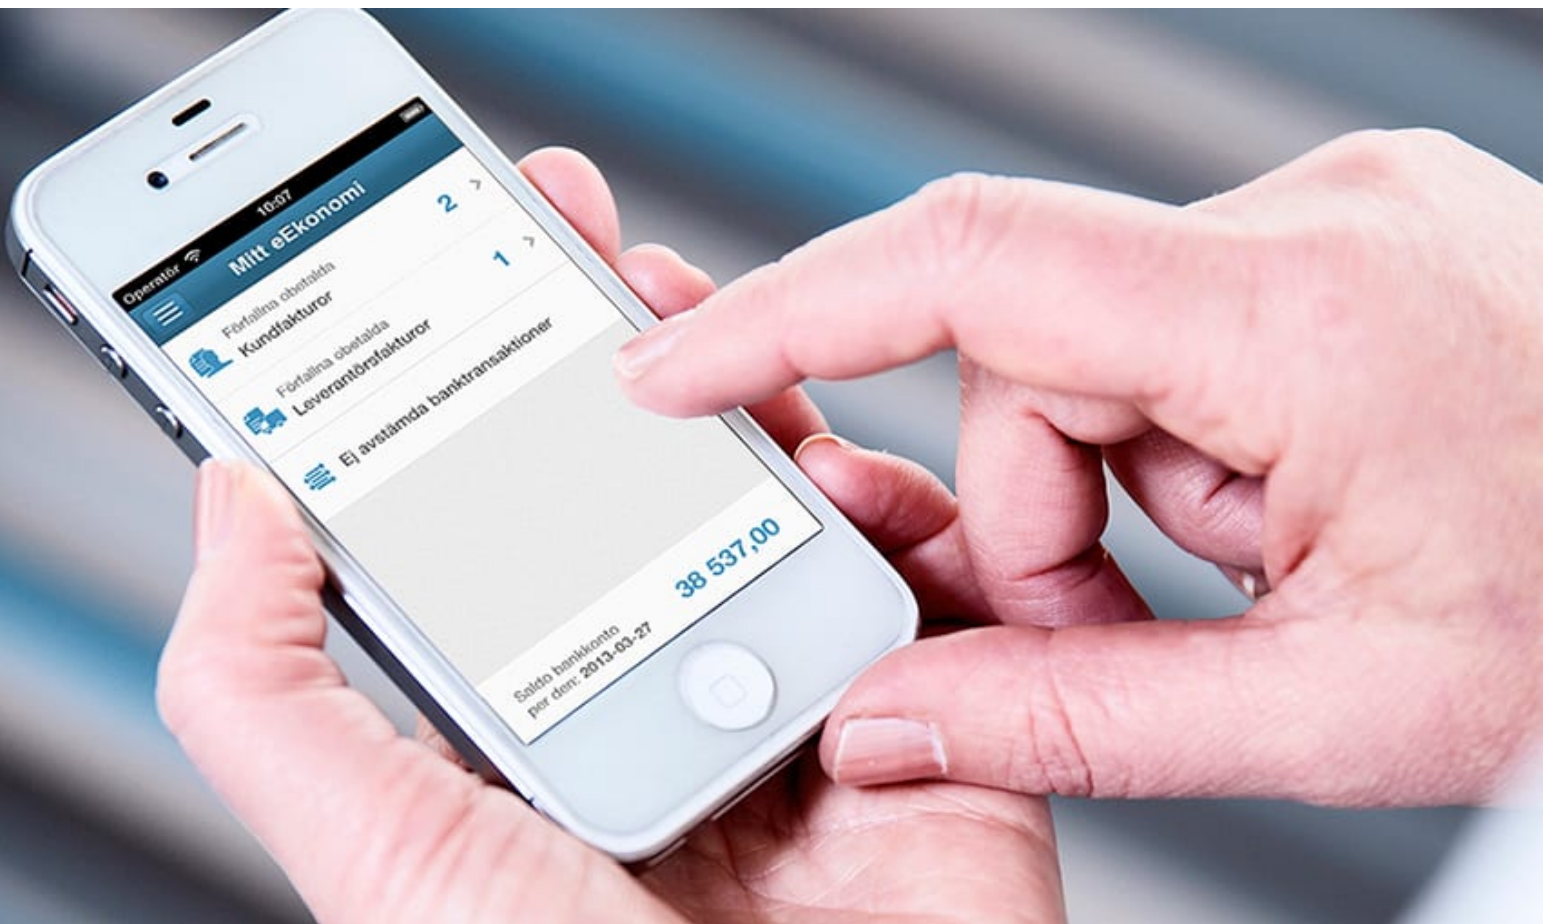 Operatör 10:07
Mitt eEkonomi
Förfallna obetalda
Kundfakturor 2
Förfallna obetalda
Leverantörsfakturor 1
Ej avstämda banktransaktioner
Saldo bankkonto
per den: 2013-03-27 38 537,00